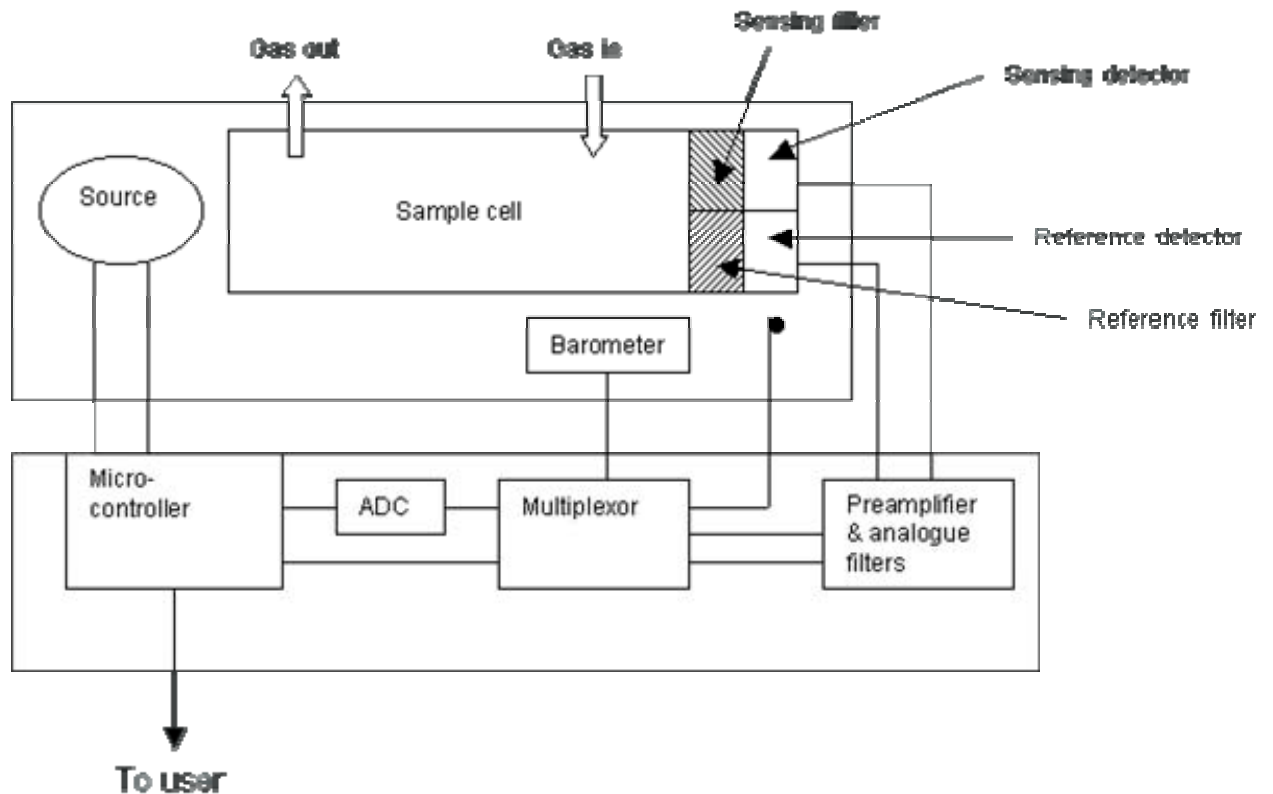 Sensing filter
Gas out
Gas in
Sensing detector
Source
Sample cell
Reference detector
Reference filter
Barometer
Micro-
controller
ADC
Multiplexor
Preamplifier
& analogue
filters
To user